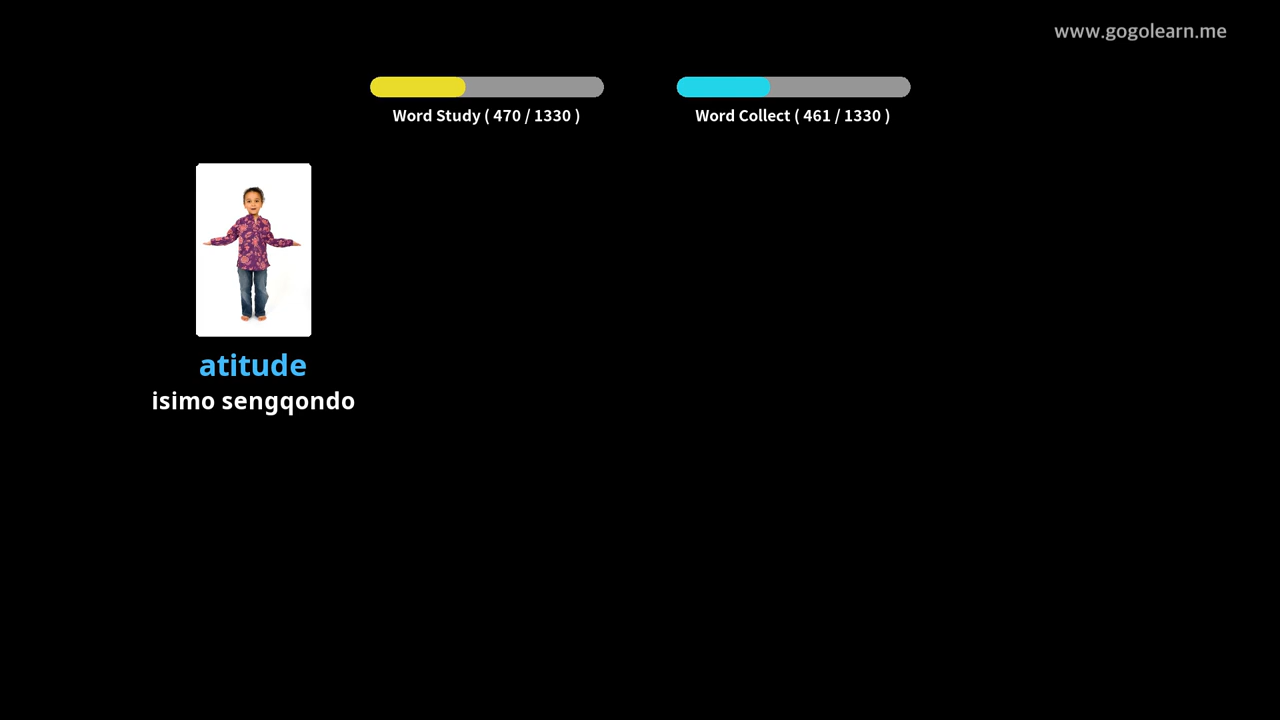 www.gogolearn.me
Word Study ( 470 / 1330 )
Word Collect ( 461 / 1330 )
atitude
isimo sengqondo